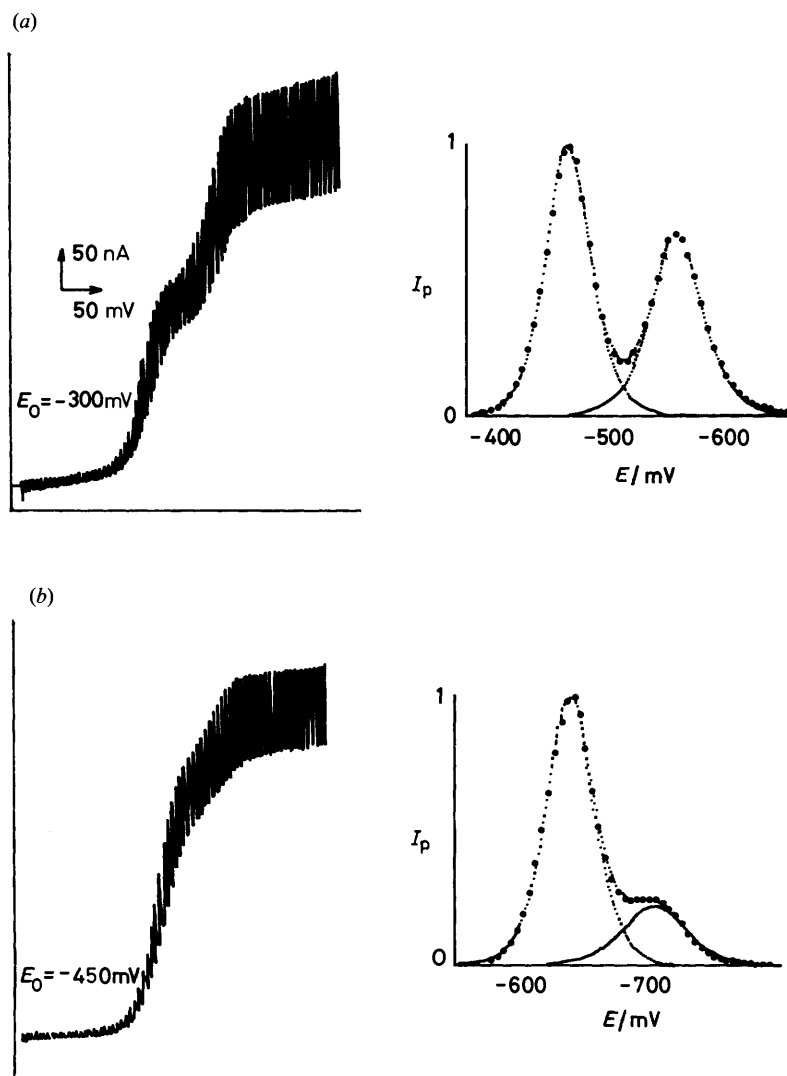 (a)
50 nA
50 mV
E₀=-300mV
1
Iₚ
0
-400
-500
-600
E/mV
(b)
E₀=-450mV
1
Iₚ
0
-600
-700
E/mV